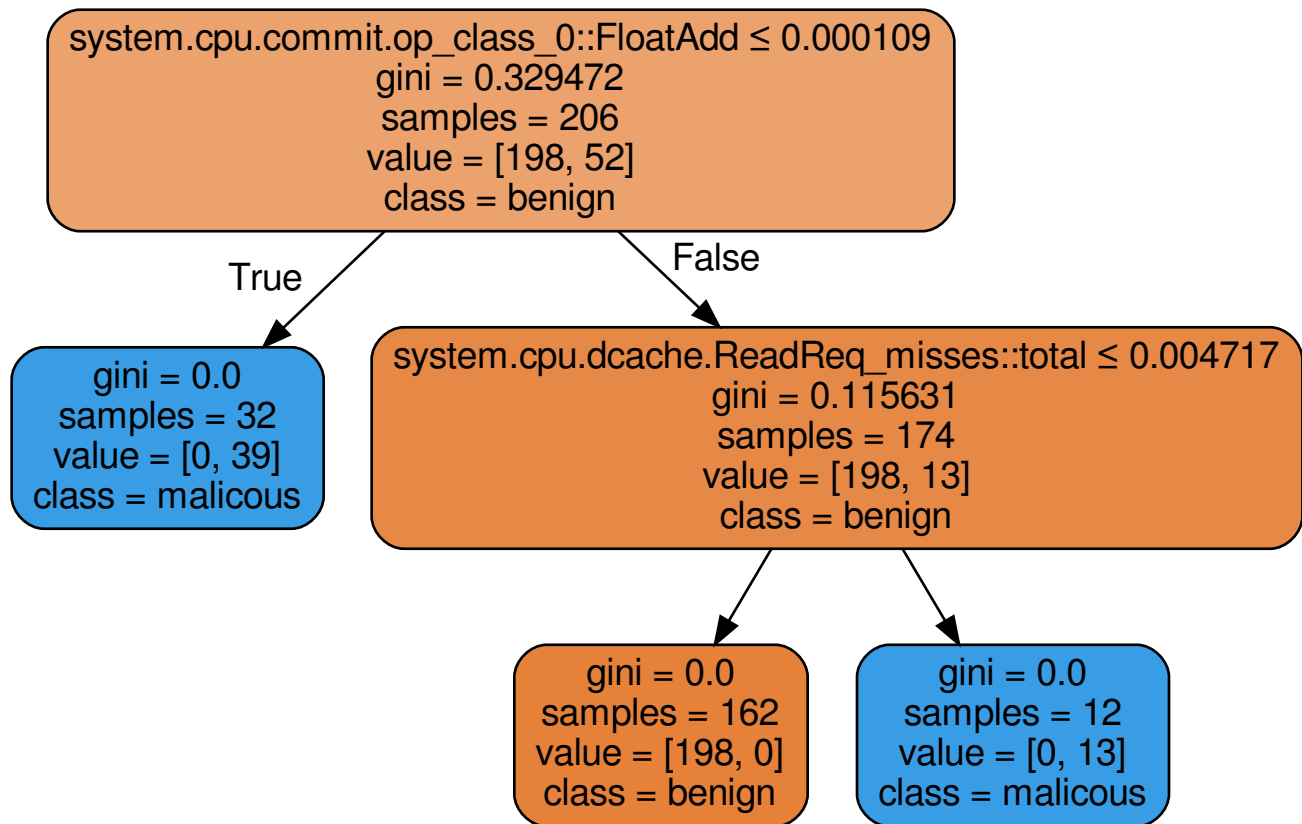 system.cpu.commit.op_class_0::FloatAdd ≤ 0.000109
gini = 0.329472
samples = 206
value = [198, 52]
class = benign
True
False
gini = 0.0
samples = 32
value = [0, 39]
class = malicous
system.cpu.dcache.ReadReq_misses::total ≤ 0.004717
gini = 0.115631
samples = 174
value = [198, 13]
class = benign
gini = 0.0
samples = 162
value = [198, 0]
class = benign
gini = 0.0
samples = 12
value = [0, 13]
class = malicous